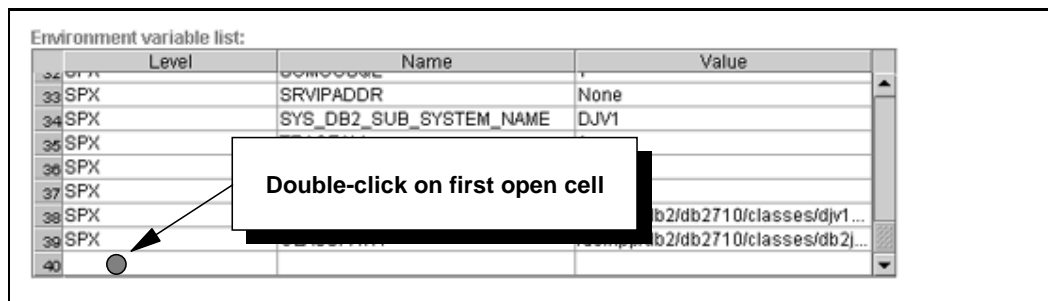 Environment variable list:
Level Name Value
33 SPX SRVIPADDR None
34 SPX SYS_DB2_SUB_SYSTEM_NAME DJV1
35 SPX
36 SPX
37 SPX
Double-click on first open cell
38 SPX b2/db2710/classes/djv1...
39 SPX db2/db2710/classes/db2j...
40